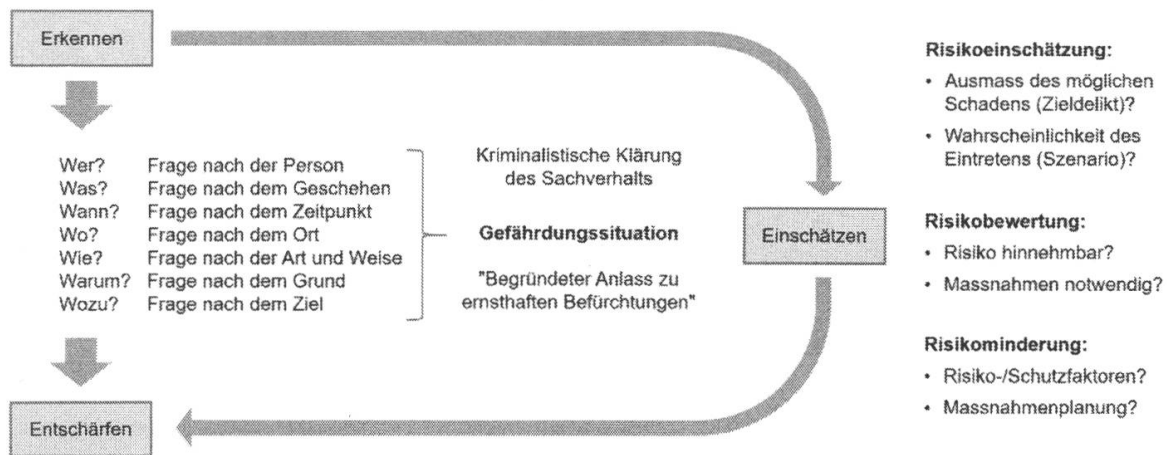 Erkennen
Wer? Frage nach der Person
Was? Frage nach dem Geschehen
Wann? Frage nach dem Zeitpunkt
Wo? Frage nach dem Ort
Wie? Frage nach der Art und Weise
Warum? Frage nach dem Grund
Wozu? Frage nach dem Ziel
Entschärfen
Kriminalistische Klärung
des Sachverhalts
Gefährdungssituation
"Begründeter Anlass zu
ernsthaften Befürchtungen"
Einschätzen
Risikoeinschätzung:
• Ausmass des möglichen
Schadens (Zieldelikt)?
• Wahrscheinlichkeit des
Eintretens (Szenario)?
Risikobewertung:
• Risiko hinnehmbar?
• Massnahmen notwendig?
Risikominderung:
• Risiko-/Schutzfaktoren?
• Massnahmenplanung?